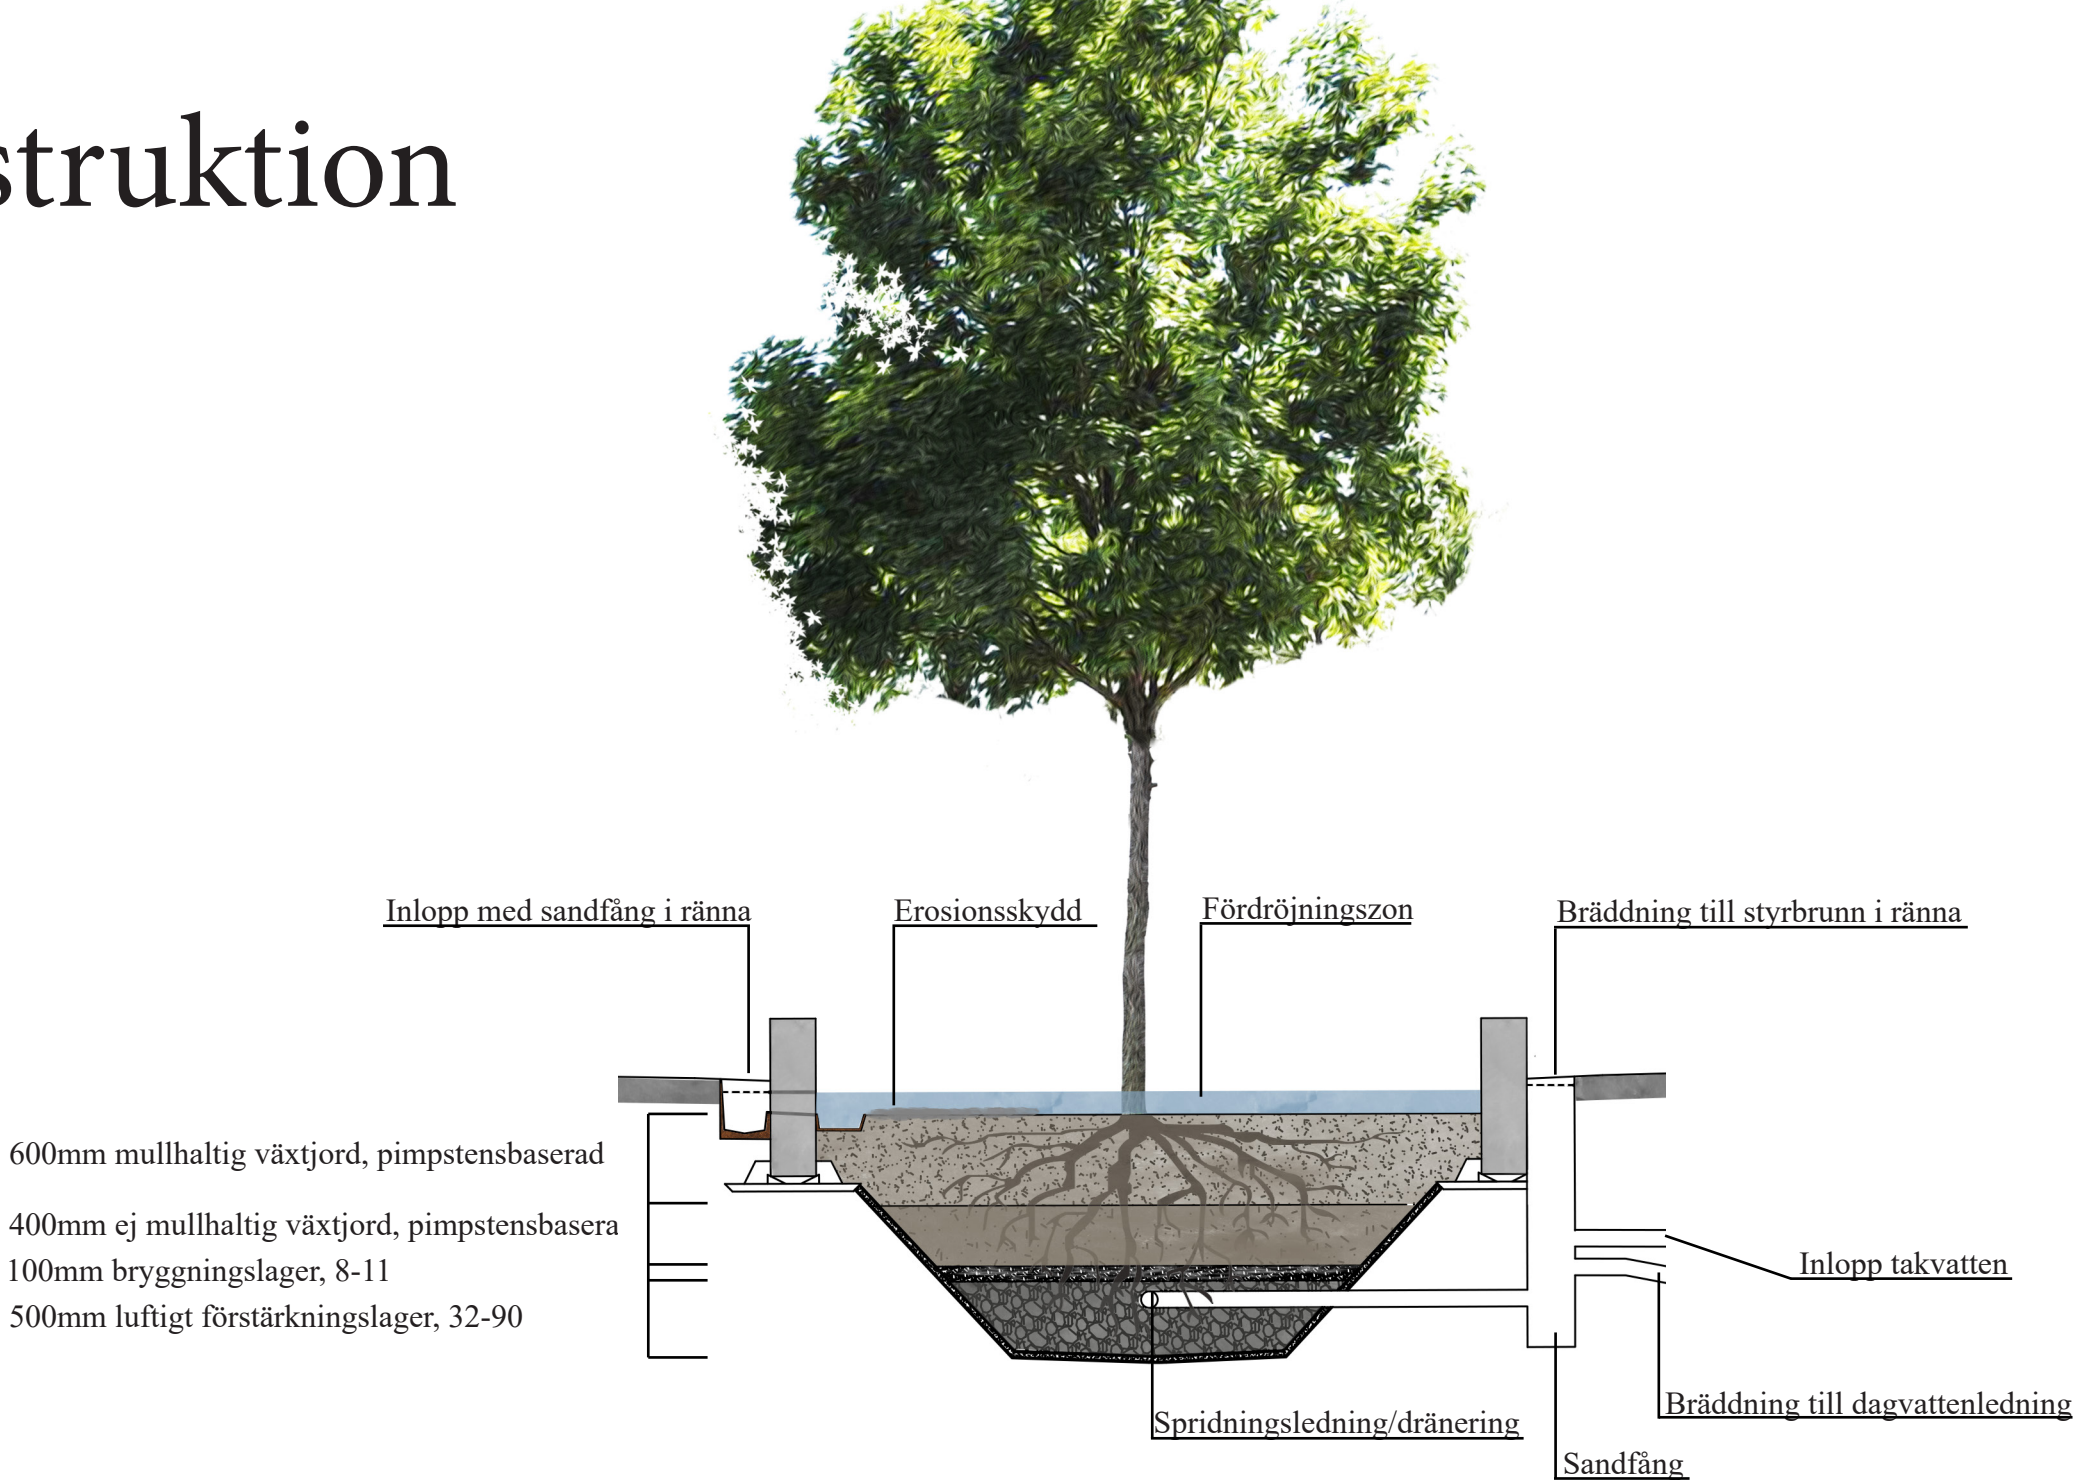 struktion
Inlopp med sandfång i ränna
Erosionsskydd
Fördröjningszon
Bräddning till styrbrunn i ränna
600mm mullhaltig växtjord, pimpstensbaserad
400mm ej mullhaltig växtjord, pimpstensbasera
100mm bryggningslager, 8-11
500mm luftigt förstärkningslager, 32-90
Inlopp takvatten
Bräddning till dagvattenledning
Spridningsledning/dränering
Sandfång